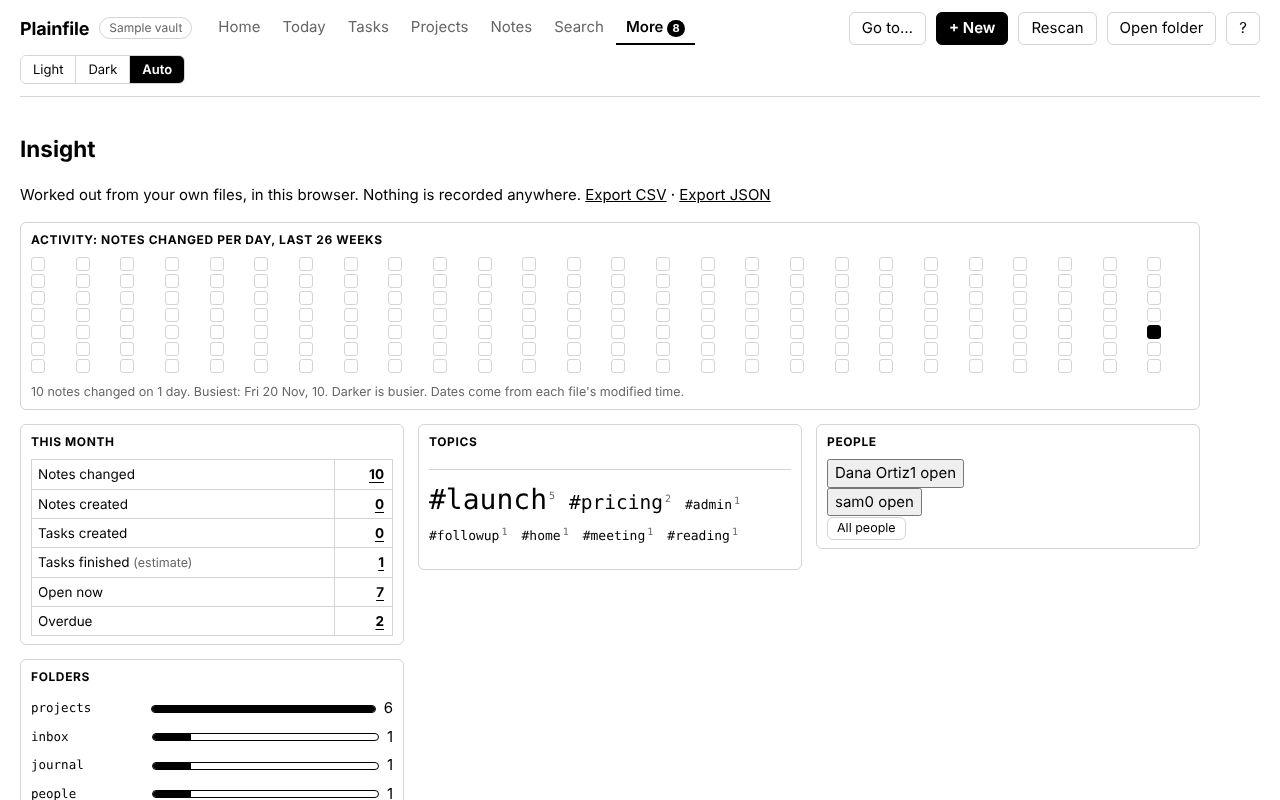 Plainfile Sample vault Home Today Tasks Projects Notes Search More 8 Go to... + New Rescan Open folder ?
Light Dark Auto
Insight
Worked out from your own files, in this browser. Nothing is recorded anywhere. Export CSV · Export JSON
ACTIVITY: NOTES CHANGED PER DAY, LAST 26 WEEKS
10 notes changed on 1 day. Busiest: Fri 20 Nov, 10. Darker is busier. Dates come from each file's modified time.
THIS MONTH
Notes changed 10
Notes created 0
Tasks created 0
Tasks finished (estimate) 1
Open now 7
Overdue 2
TOPICS
#launch 5 #pricing 2 #admin 1
#followup 1 #home 1 #meeting 1 #reading 1
PEOPLE
Dana Ortiz1 open
sam0 open
All people
FOLDERS
projects 6
inbox 1
journal 1
people 1